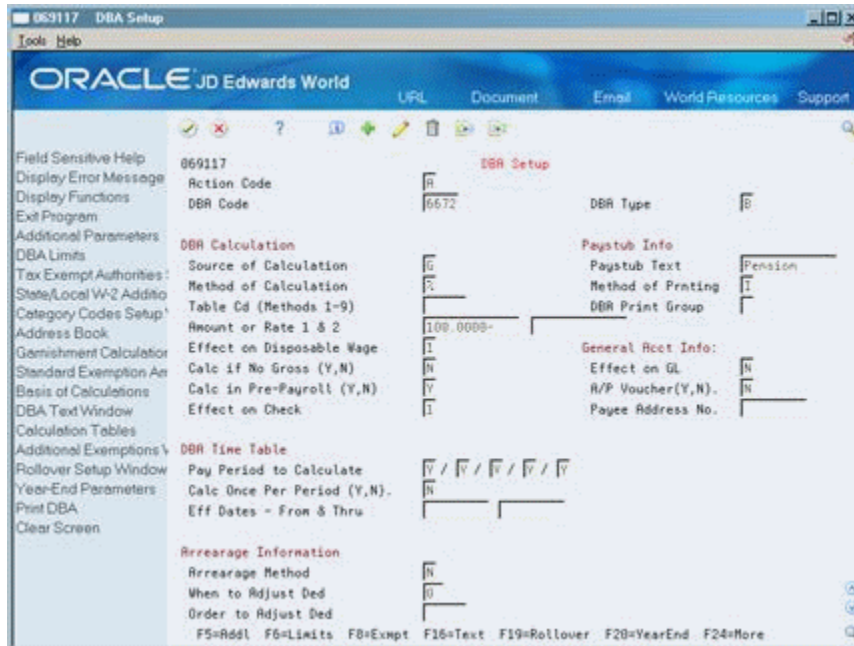 069117 DBA Setup
Tools Help
ORACLE JD Edwards World
URL Document Email World Resources Support
Field Sensitive Help
Display Error Message
Display Functions
Exit Program
Additional Parameters
DBA Limits
Tax Exempt Authorities
State/Local W-2 Additio
Category Codes Setup
Address Book
Garnishment Calculation
Standard Exemption Am
Basis of Calculations
DBA Text Window
Calculation Tables
Additional Exemptions
Rollover Setup Window
Year-End Parameters
Print DBA
Clear Screen
069117 DBA Setup
Action Code A
DBA Code 6672 DBA Type B
DBA Calculation Paystub Info
Source of Calculation G Paystub Text Pension
Method of Calculation % Method of Prnting I
Table Cd (Methods 1-9) DBA Print Group
Amount or Rate 1 & 2 100.0000-
Effect on Disposable Wage 1 General Acct Info:
Calc if No Gross (Y,N) N Effect on GL N
Calc in Pre-Payroll (Y,N) Y A/P Voucher(Y,N). N
Effect on Check 1 Payee Address No.
DBA Time Table
Pay Period to Calculate Y / Y / Y / Y / Y
Calc Once Per Period (Y,N). N
Eff Dates - From & Thru
Arrearage Information
Arrearage Method N
When to Adjust Ded 0
Order to Adjust Ded
F5=Addl F6=Limits F8=Exmpt F16=Text F19=Rollover F20=YearEnd F24=More